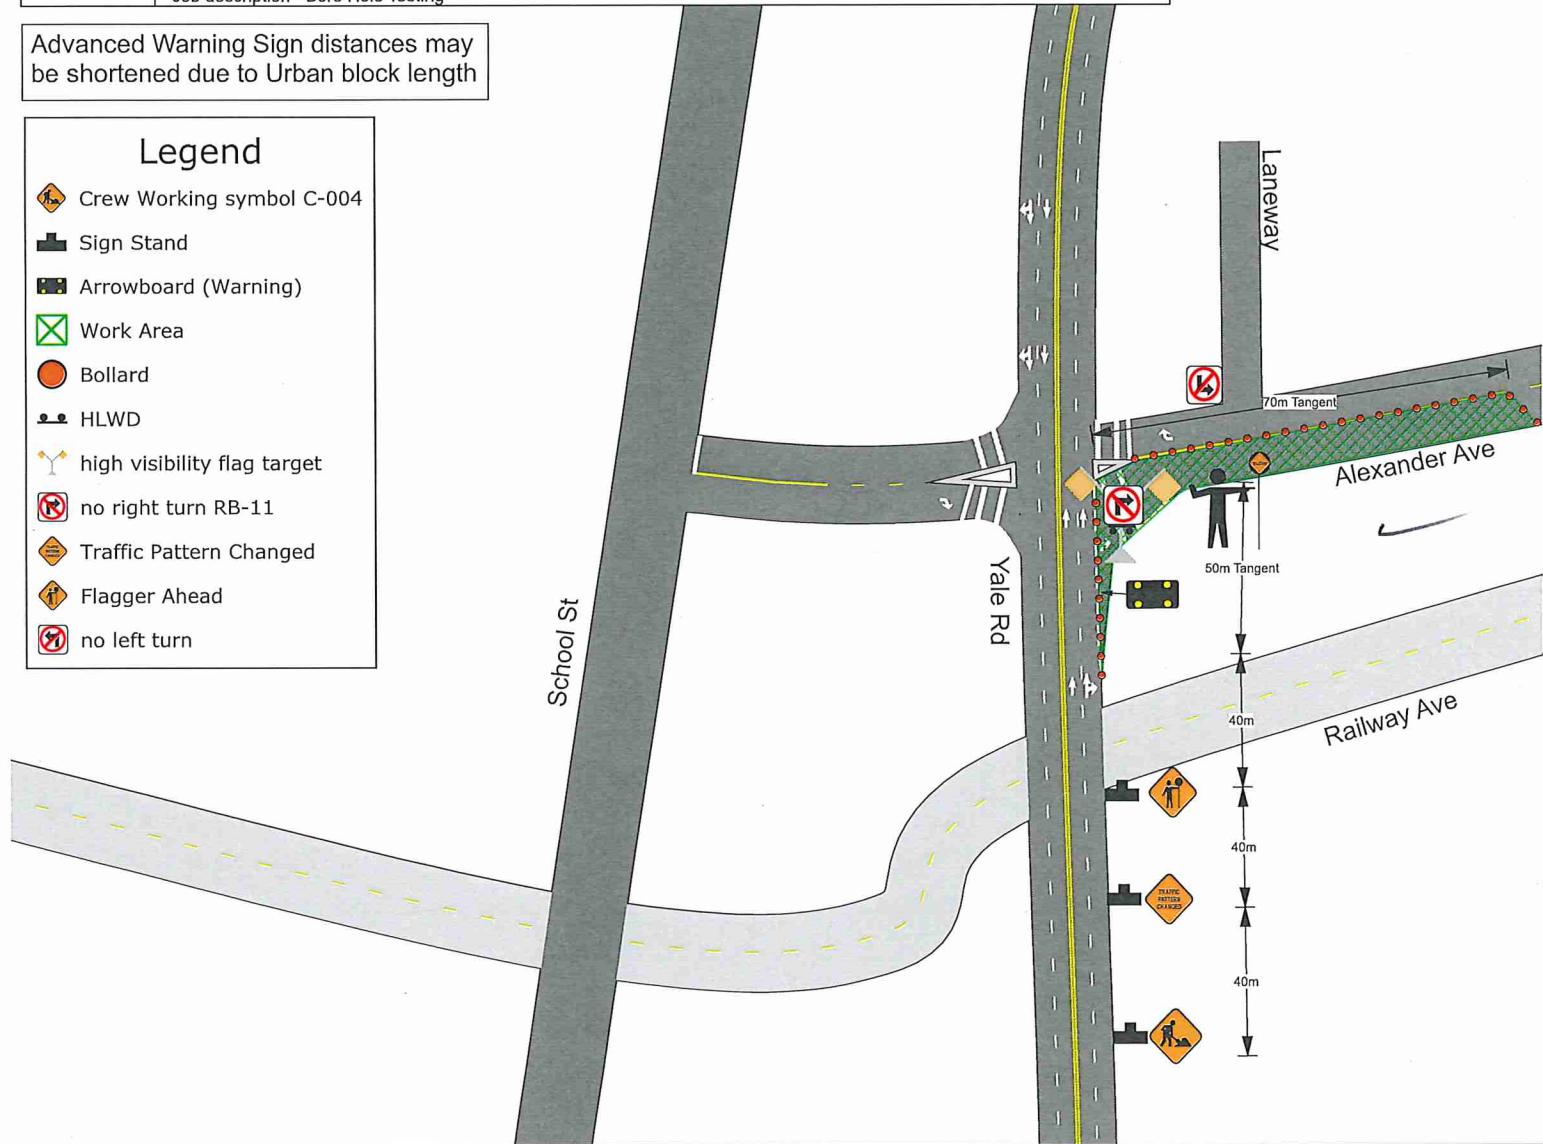 Advanced Warning Sign distances may
be shortened due to Urban block length
Legend
Crew Working symbol C-004
Sign Stand
Arrowboard (Warning)
Work Area
Bollard
HLWD
high visibility flag target
no right turn RB-11
Traffic Pattern Changed
Flagger Ahead
no left turn
Laneway
70m Tangent
Alexander Ave
50m Tangent
Yale Rd
School St
40m
Railway Ave
40m
TRAFFIC
PATTERN
CHANGED
40m